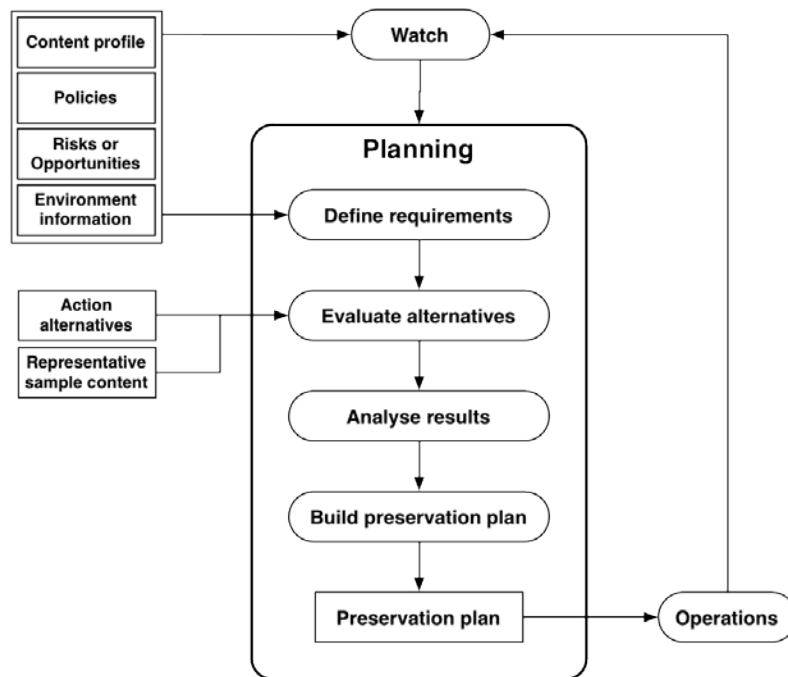 Content profile
Watch
Policies
Risks or
Opportunities
Environment
information
Planning
Define requirements
Action
alternatives
Evaluate alternatives
Representative
sample content
Analyse results
Build preservation plan
Preservation plan
Operations